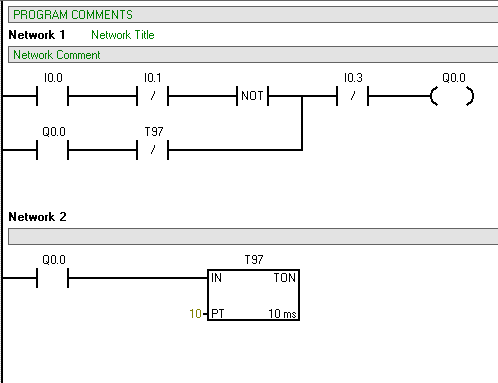 PROGRAM COMMENTS
Network 1 Network Title
Network Comment
I0.0 I0.1 I0.3 Q0.0
/ NOT / ( )
Q0.0 T97
/
Network 2
Q0.0 T97
IN TON
10 PT 10 ms